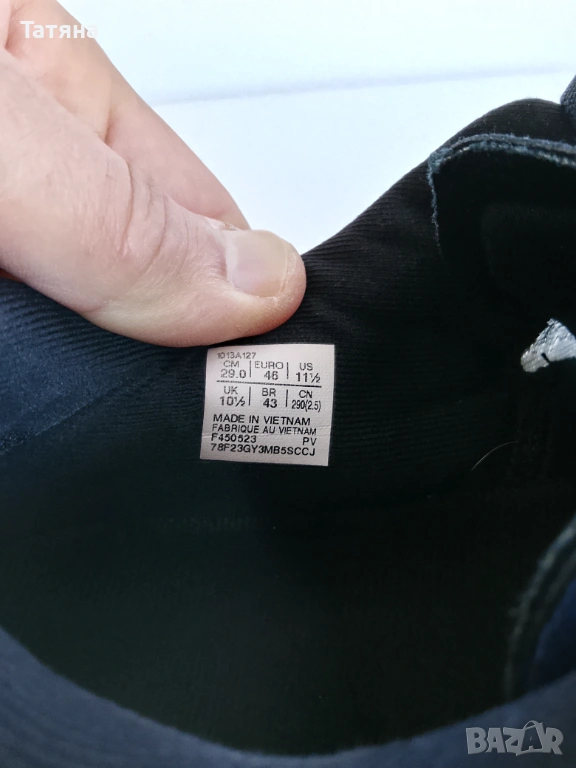 Татяна
1013A127
CM EURO US
29.0 46 11½
UK BR CN
10½ 43 290(2.5)
MADE IN VIETNAM
FABRIQUE AU VIETNAM
F450523 PV
78F23GY3MB5SCCJ
BAZAR